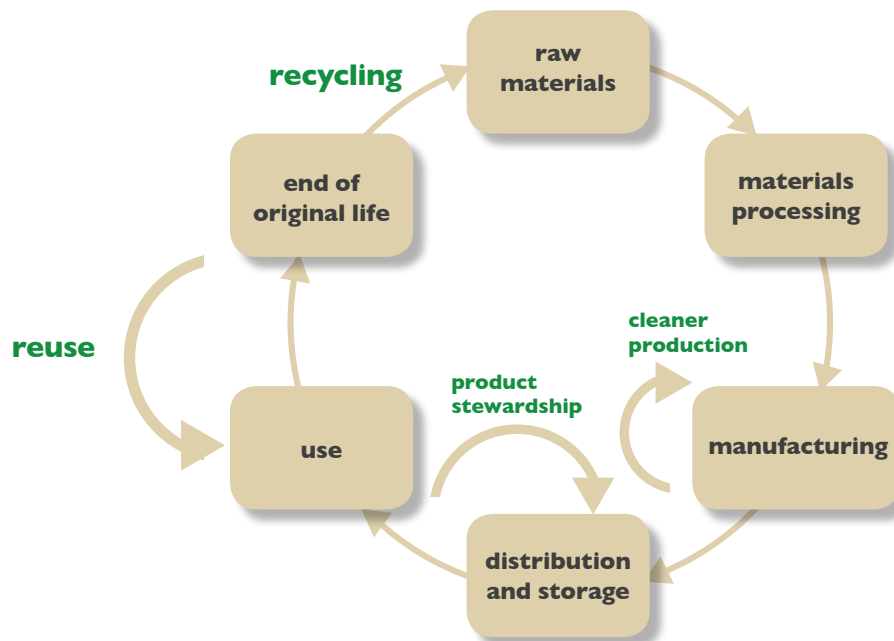 raw
materials
recycling
end of
original life
materials
processing
cleaner
production
reuse
product
stewardship
use
manufacturing
distribution
and storage